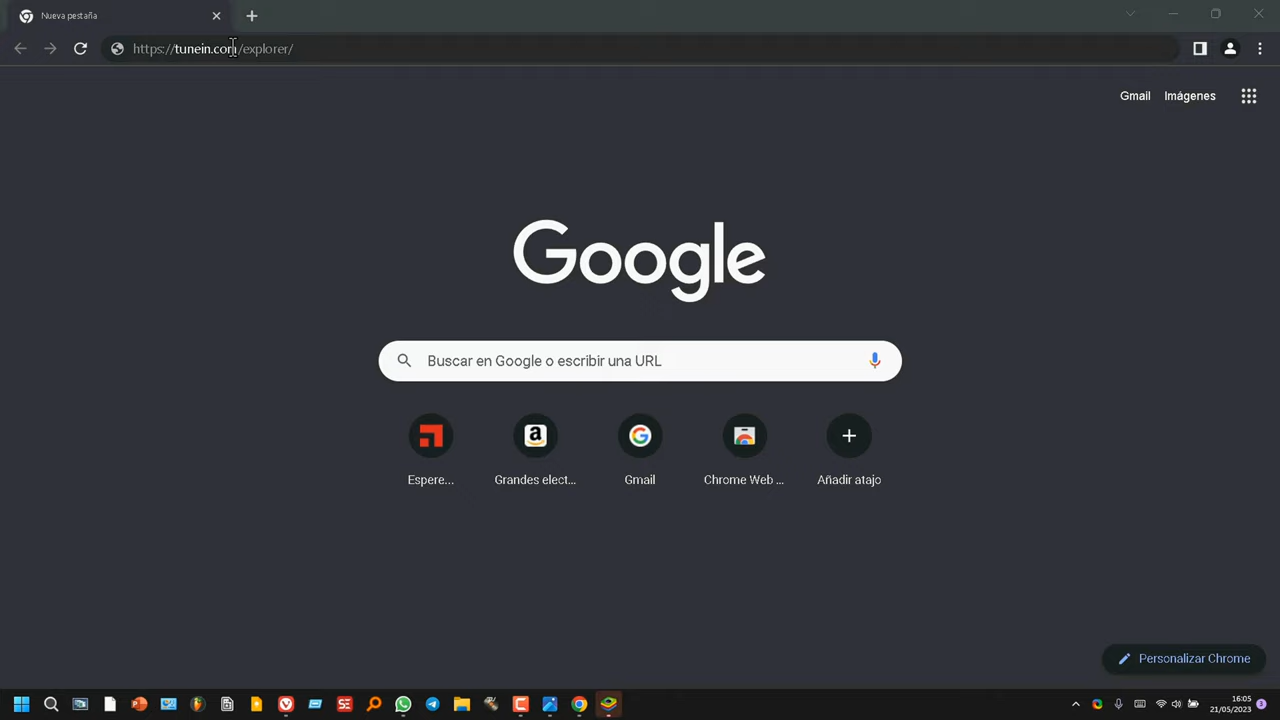 Nueva pestaña
https://tunein.com/explorer/
Gmail Imágenes
Google
Buscar en Google o escribir una URL
Espere...
Grandes elect...
Gmail
Chrome Web ...
Añadir atajo
Personalizar Chrome
16:05
21/05/2023